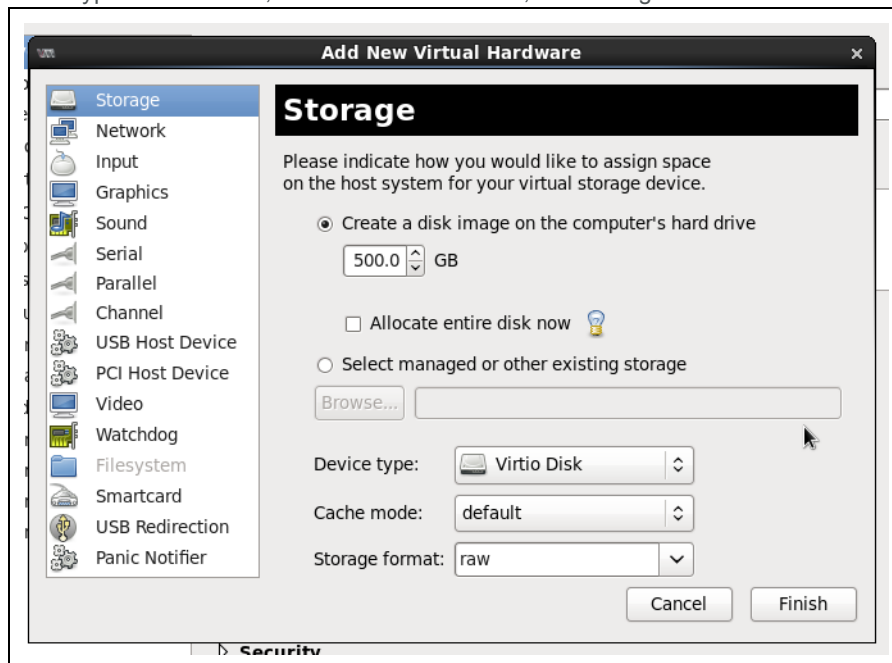 Add New Virtual Hardware
Storage
Network
Input
Graphics
Sound
Serial
Parallel
Channel
USB Host Device
PCI Host Device
Video
Watchdog
Filesystem
Smartcard
USB Redirection
Panic Notifier
Storage
Please indicate how you would like to assign space
on the host system for your virtual storage device.
Create a disk image on the computer's hard drive
500.0 GB
Allocate entire disk now
Select managed or other existing storage
Browse...
Device type: Virtio Disk
Cache mode: default
Storage format: raw
Cancel Finish
Security